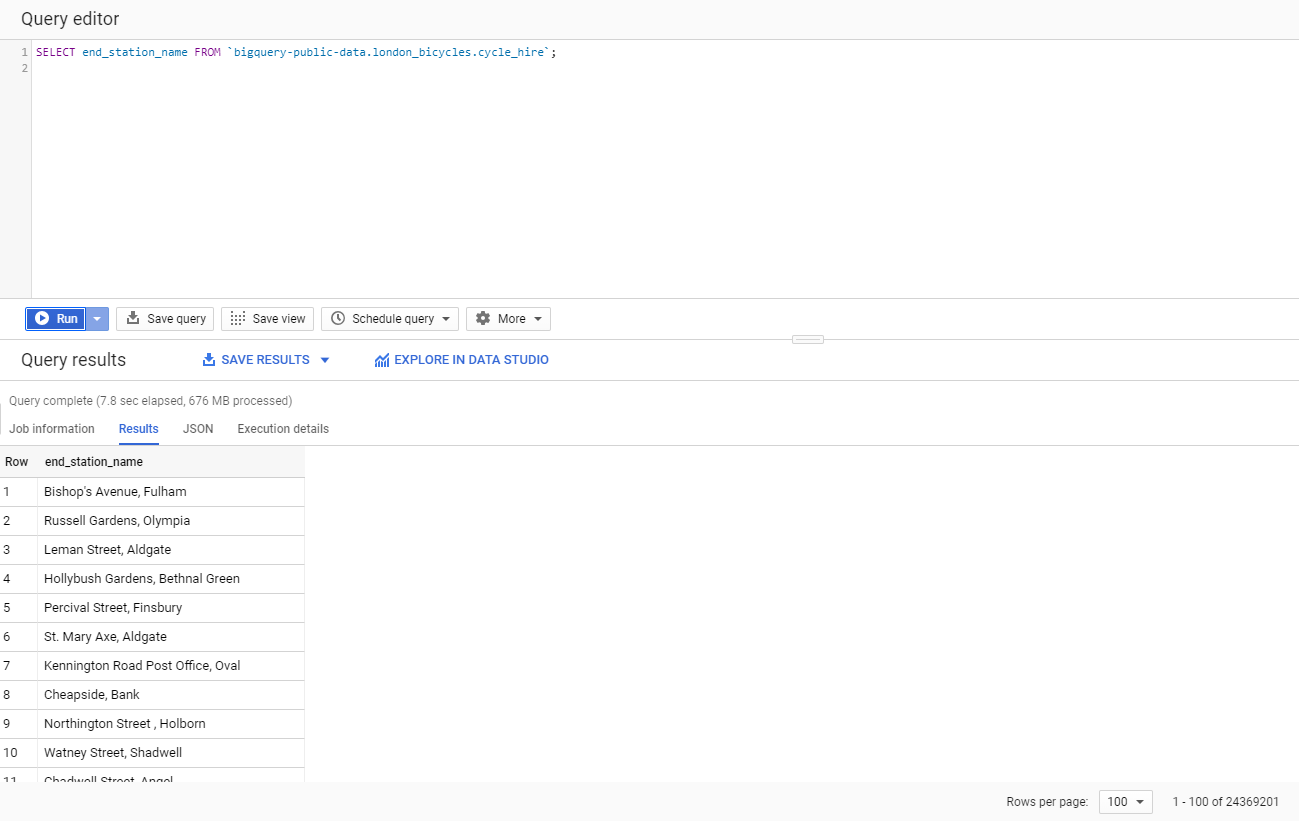 Query editor
1 SELECT end_station_name FROM `bigquery-public-data.london_bicycles.cycle_hire`;
2
Run Save query Save view Schedule query More
Query results SAVE RESULTS EXPLORE IN DATA STUDIO
Query complete (7.8 sec elapsed, 676 MB processed)
Job information Results JSON Execution details
Row end_station_name
1 Bishop's Avenue, Fulham
2 Russell Gardens, Olympia
3 Leman Street, Aldgate
4 Hollybush Gardens, Bethnal Green
5 Percival Street, Finsbury
6 St. Mary Axe, Aldgate
7 Kennington Road Post Office, Oval
8 Cheapside, Bank
9 Northington Street , Holborn
10 Watney Street, Shadwell
11 Chadwell Street, Angel
Rows per page: 100 1 - 100 of 24369201